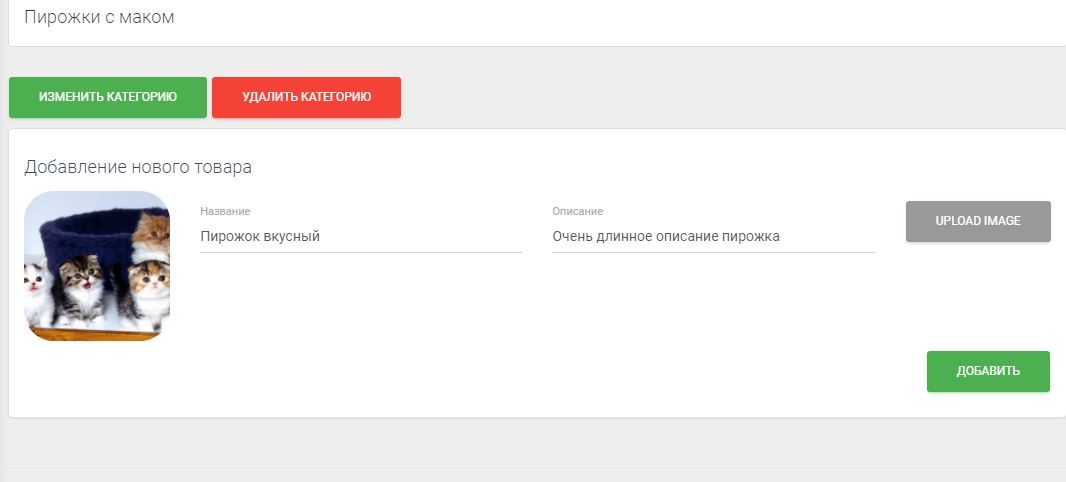 Пирожки с маком
ИЗМЕНИТЬ КАТЕГОРИЮ УДАЛИТЬ КАТЕГОРИЮ
Добавление нового товара
Название Описание
Пирожок вкусный Очень длинное описание пирожка
UPLOAD IMAGE
ДОБАВИТЬ